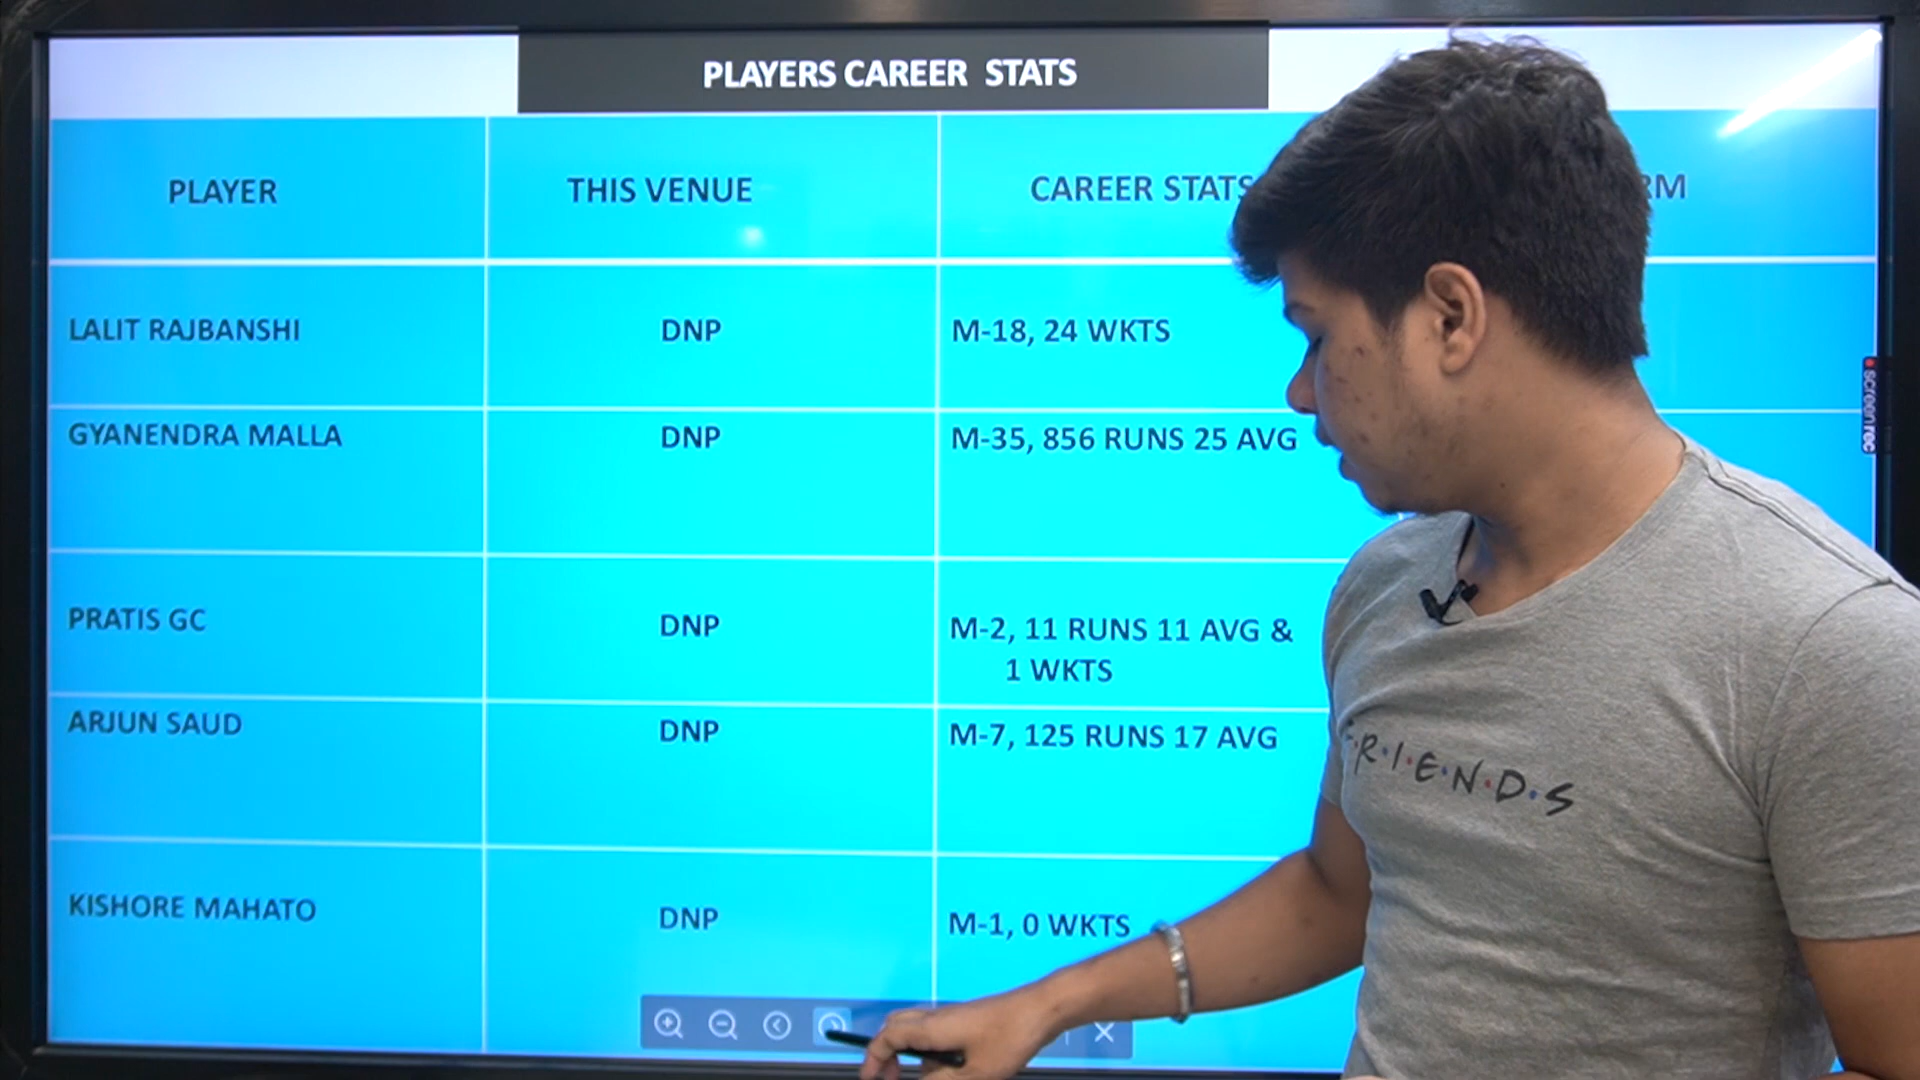 PLAYERS CAREER STATS
PLAYER THIS VENUE CAREER STATS
LALIT RAJBANSHI DNP M-18, 24 WKTS
GYANENDRA MALLA DNP M-35, 856 RUNS 25 AVG
PRATIS GC DNP M-2, 11 RUNS 11 AVG &
1 WKTS
ARJUN SAUD DNP M-7, 125 RUNS 17 AVG
KISHORE MAHATO DNP M-1, 0 WKTS
F·R·I·E·N·D·S
screenrec